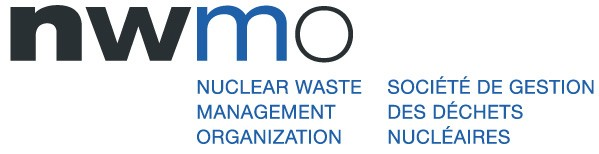 nwmo
NUCLEAR WASTE
MANAGEMENT
ORGANIZATION
SOCIÉTÉ DE GESTION
DES DÉCHETS
NUCLÉAIRES